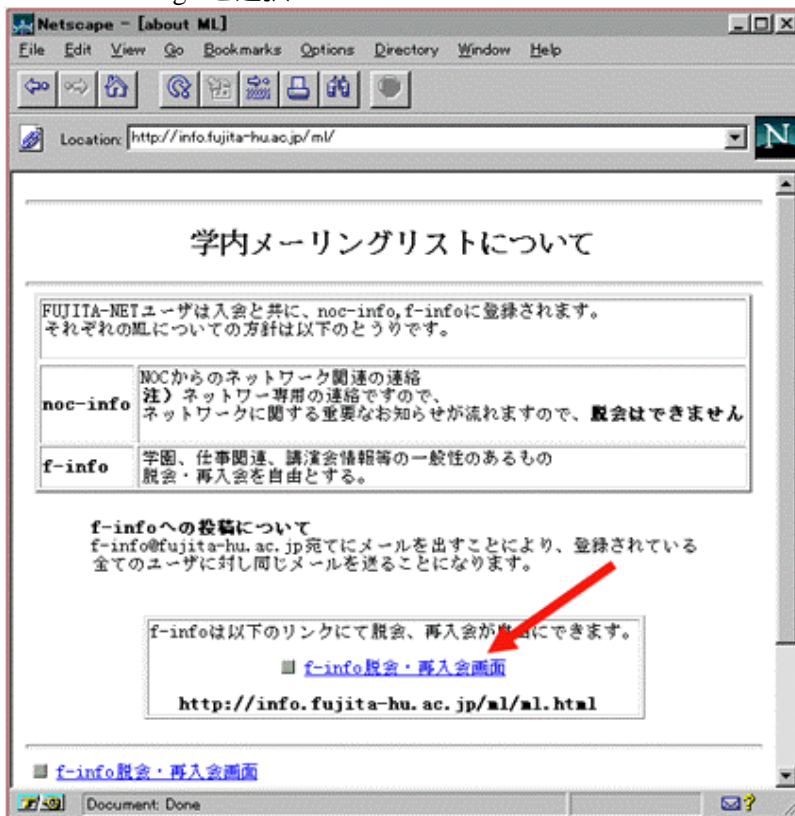 Netscape - [about ML]
File Edit View Go Bookmarks Options Directory Window Help
Location: http://info.fujita-hu.ac.jp/ml/
N
学内メーリングリストについて
FUJITA-NETユーザは入会と共に、noc-info,f-infoに登録されます。
それぞれのMLについての方針は以下のとうりです。
noc-info
NOCからのネットワーク関連の連絡
注）ネットワー専用の連絡ですので、
ネットワークに関する重要なお知らせが流れますので、脱会はできません
f-info
学園、仕事関連、講演会情報等の一般性のあるもの
脱会・再入会を自由とする。
f-infoへの投稿について
f-info@fujita-hu.ac.jp宛てにメールを出すことにより、登録されている
全てのユーザに対し同じメールを送ることになります。
f-infoは以下のリンクにて脱会、再入会が自由にできます。
f-info脱会・再入会画面
http://info.fujita-hu.ac.jp/ml/ml.html
f-info脱会・再入会画面
Document: Done